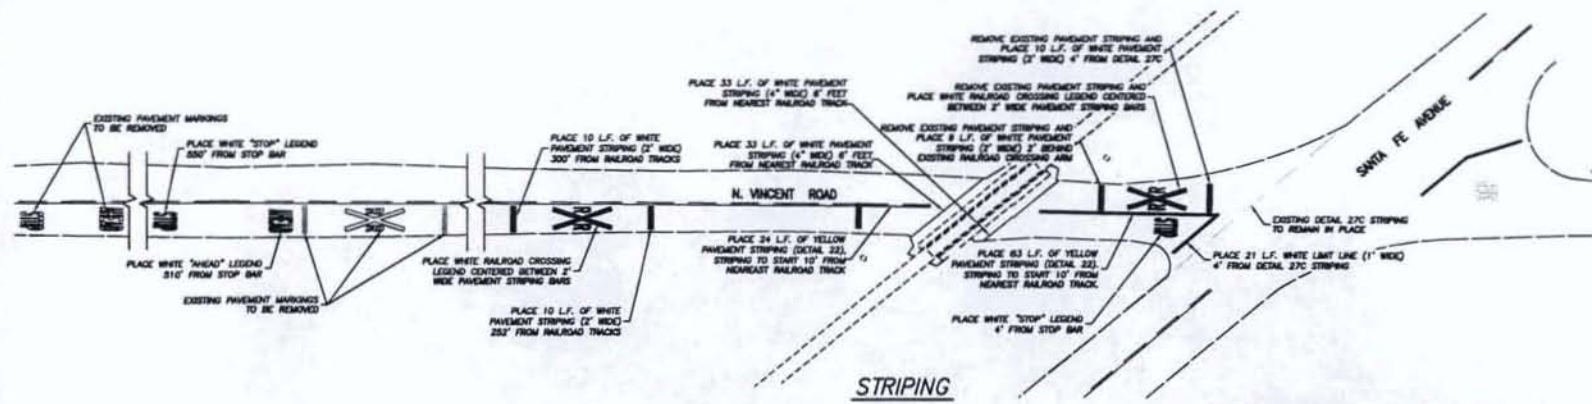 EXISTING PAVEMENT MARKINGS
TO BE REMOVED
PLACE WHITE "STOP" LEGEND
550' FROM STOP BAR
PLACE WHITE "AHEAD" LEGEND
510' FROM STOP BAR
EXISTING PAVEMENT MARKINGS
TO BE REMOVED
PLACE 10 L.F. OF WHITE
PAVEMENT STRIPING (2' WIDE)
300' FROM RAILROAD TRACKS
PLACE WHITE RAILROAD CROSSING
LEGEND CENTERED BETWEEN 2'
WIDE PAVEMENT STRIPING BARS
PLACE 10 L.F. OF WHITE
PAVEMENT STRIPING (2' WIDE)
252' FROM RAILROAD TRACKS
PLACE 33 L.F. OF WHITE PAVEMENT
STRIPING (4" WIDE) 6' FEET
FROM NEAREST RAILROAD TRACK
PLACE 33 L.F. OF WHITE PAVEMENT
STRIPING (4" WIDE) 6' FEET
FROM NEAREST RAILROAD TRACK
N. VINCENT ROAD
PLACE 24 L.F. OF YELLOW
PAVEMENT STRIPING (DETAIL 22).
STRIPING TO START 10' FROM
NEAREAST RAILROAD TRACK
REMOVE EXISTING PAVEMENT STRIPING AND
PLACE 10 L.F. OF WHITE PAVEMENT
STRIPING (2' WIDE) 4' FROM DETAIL 27C
REMOVE EXISTING PAVEMENT STRIPING AND
PLACE WHITE RAILROAD CROSSING LEGEND CENTERED
BETWEEN 2' WIDE PAVEMENT STRIPING BARS
REMOVE EXISTING PAVEMENT STRIPING AND
PLACE 8 L.F. OF WHITE PAVEMENT
STRIPING (2' WIDE) 2' BEHIND
EXISTING RAILROAD CROSSING ARM
PLACE 63 L.F. OF YELLOW
PAVEMENT STRIPING (DETAIL 22).
STRIPING TO START 10' FROM
NEAREST RAILROAD TRACK.
PLACE WHITE "STOP" LEGEND
4' FROM STOP BAR
SANTA FE AVENUE
EXISTING DETAIL 27C STRIPING
TO REMAIN IN PLACE
PLACE 21 L.F. WHITE LIMIT LINE (1' WIDE)
4' FROM DETAIL 27C STRIPING
STRIPING